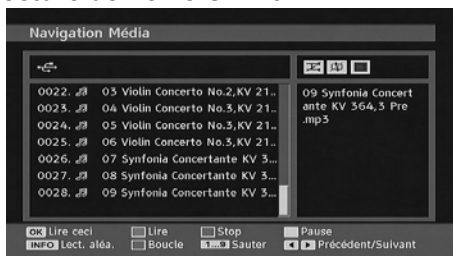 Navigation Média
0022. 03 Violin Concerto No.2,KV 21..
0023. 04 Violin Concerto No.3,KV 21..
0024. 05 Violin Concerto No.3,KV 21..
0025. 06 Violin Concerto No.3,KV 21..
0026. 07 Synfonia Concertante KV 3...
0027. 08 Synfonia Concertante KV 3...
0028. 09 Synfonia Concertante KV 3...
09 Synfonia Concert
ante KV 364,3 Pre
.mp3
OK Lire ceci Lire Stop Pause
INFO Lect. aléa. Boucle 1...9 Sauter Précédent/Suivant